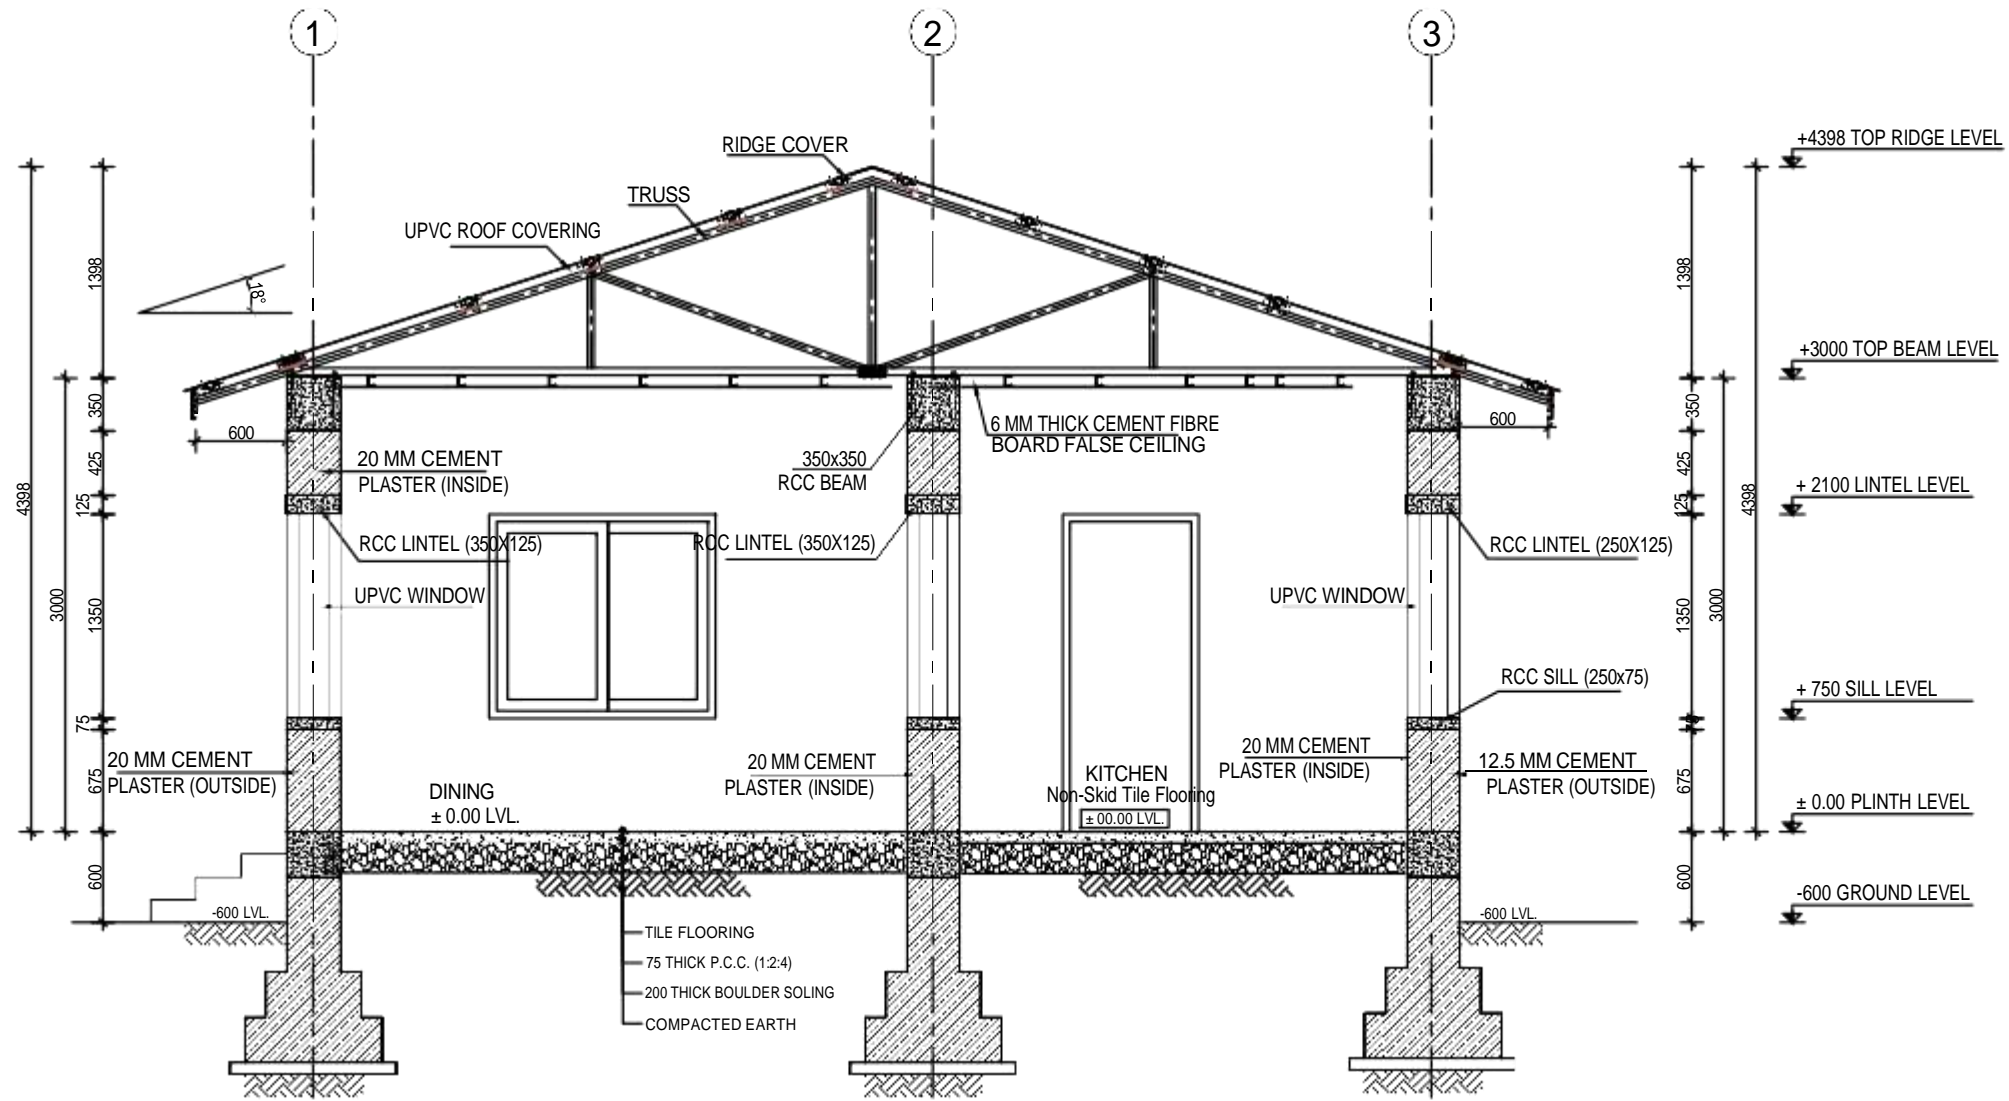 1
2
3
RIDGE COVER
TRUSS
UPVC ROOF COVERING
18°
+4398 TOP RIDGE LEVEL
+3000 TOP BEAM LEVEL
+ 2100 LINTEL LEVEL
+ 750 SILL LEVEL
± 0.00 PLINTH LEVEL
-600 GROUND LEVEL
4398
3000
1398
350
425
125
1350
75
675
600
600
20 MM CEMENT
PLASTER (INSIDE)
RCC LINTEL (350X125)
UPVC WINDOW
20 MM CEMENT
PLASTER (OUTSIDE)
DINING
± 0.00 LVL.
350x350
RCC BEAM
6 MM THICK CEMENT FIBRE
BOARD FALSE CEILING
RCC LINTEL (350X125)
20 MM CEMENT
PLASTER (INSIDE)
KITCHEN
Non-Skid Tile Flooring
± 00.00 LVL.
UPVC WINDOW
20 MM CEMENT
PLASTER (INSIDE)
600
RCC LINTEL (250X125)
RCC SILL (250x75)
12.5 MM CEMENT
PLASTER (OUTSIDE)
1398
350
425
125
1350
75
675
600
3000
4398
-600 LVL.
-600 LVL.
TILE FLOORING
75 THICK P.C.C. (1:2:4)
200 THICK BOULDER SOLING
COMPACTED EARTH